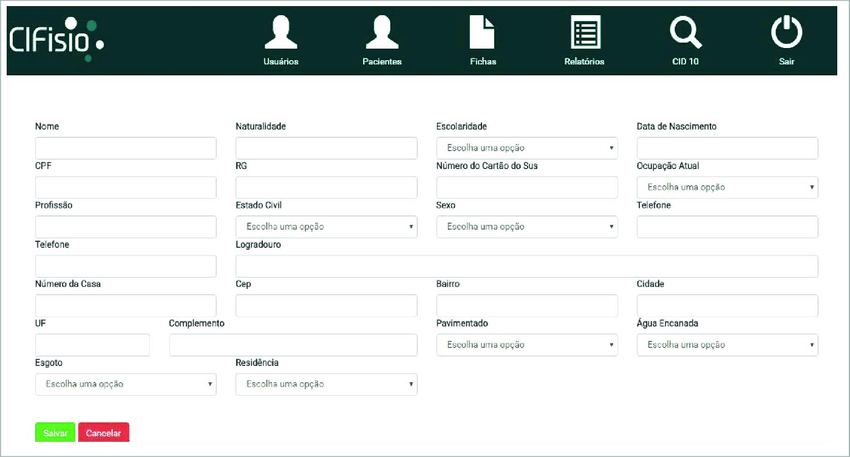 CIFisio
Usuários Pacientes Fichas Relatórios CID 10 Sair
Nome Naturalidade Escolaridade Data de Nascimento
Escolha uma opção
CPF RG Número do Cartão do Sus Ocupação Atual
Escolha uma opção
Profissão Estado Civil Sexo Telefone
Escolha uma opção Escolha uma opção
Telefone Logradouro
Número da Casa Cep Bairro Cidade
UF Complemento Pavimentado Água Encanada
Escolha uma opção Escolha uma opção
Esgoto Residência
Escolha uma opção Escolha uma opção
Salvar Cancelar